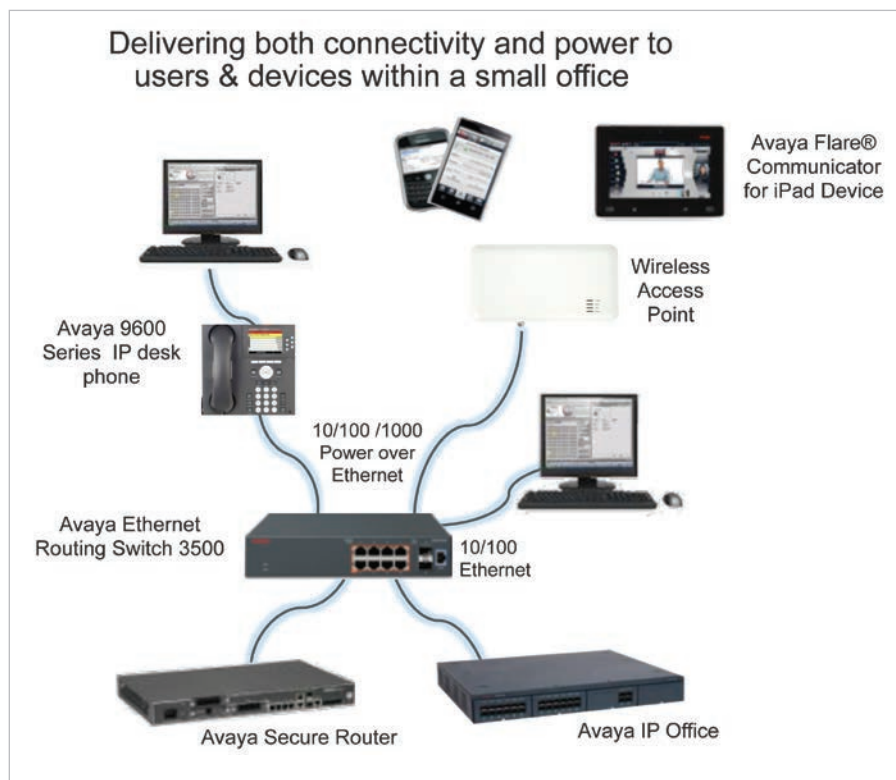 Delivering both connectivity and power to
users & devices within a small office
Avaya Flare®
Communicator
for iPad Device
Wireless
Access
Point
Avaya 9600
Series IP desk
phone
10/100 /1000
Power over
Ethernet
Avaya Ethernet
Routing Switch 3500
10/100
Ethernet
Avaya Secure Router
Avaya IP Office